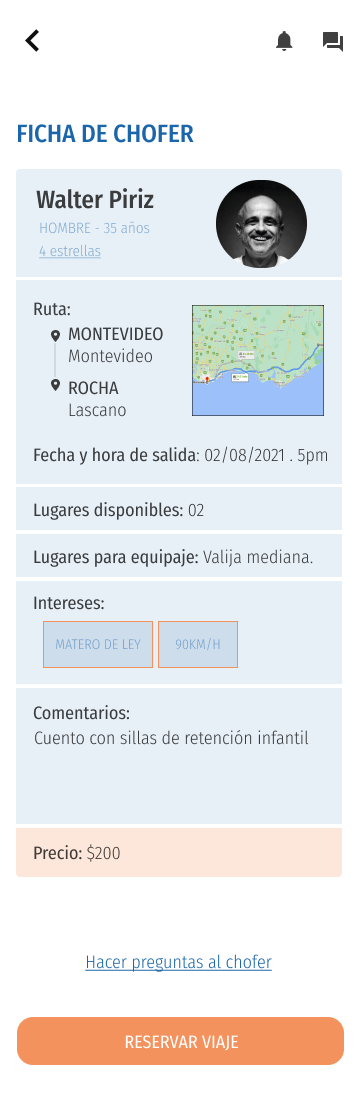 FICHA DE CHOFER
Walter Piriz
HOMBRE - 35 años
4 estrellas
Ruta:
MONTEVIDEO
Montevideo
ROCHA
Lascano
Fecha y hora de salida: 02/08/2021 . 5pm
Lugares disponibles: 02
Lugares para equipaje: Valija mediana.
Intereses:
MATERO DE LEY
90KM/H
Comentarios:
Cuento con sillas de retención infantil
Precio: $200
Hacer preguntas al chofer
RESERVAR VIAJE